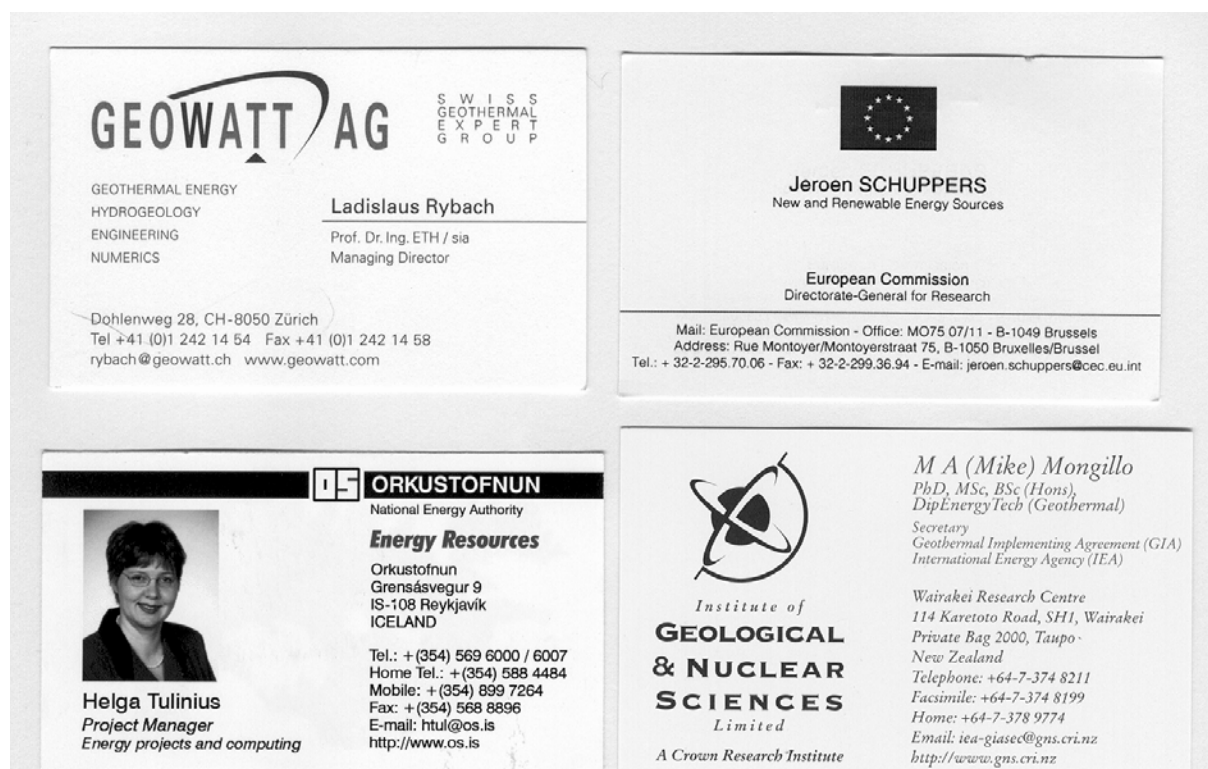 GEOWATT AG
SWISS
GEOTHERMAL
EXPERT
GROUP
GEOTHERMAL ENERGY
HYDROGEOLOGY
ENGINEERING
NUMERICS
Ladislaus Rybach
Prof. Dr. Ing. ETH / sia
Managing Director
Dohlenweg 28, CH-8050 Zürich
Tel +41 (0)1 242 14 54 Fax +41 (0)1 242 14 58
rybach@geowatt.ch www.geowatt.com
Jeroen SCHUPPERS
New and Renewable Energy Sources
European Commission
Directorate-General for Research
Mail: European Commission - Office: MO75 07/11 - B-1049 Brussels
Address: Rue Montoyer/Montoyerstraat 75, B-1050 Bruxelles/Brussel
Tel.: + 32-2-295.70.06 - Fax: + 32-2-299.36.94 - E-mail: jeroen.schuppers@cec.eu.int
OS ORKUSTOFNUN
National Energy Authority
Energy Resources
Orkustofnun
Grensásvegur 9
IS-108 Reykjavík
ICELAND
Tel.: +(354) 569 6000 / 6007
Home Tel.: +(354) 588 4484
Mobile: +(354) 899 7264
Fax: +(354) 568 8896
E-mail: htul@os.is
http://www.os.is
Helga Tulinius
Project Manager
Energy projects and computing
Institute of
GEOLOGICAL
& NUCLEAR
SCIENCES
Limited
A Crown Research Institute
M A (Mike) Mongillo
PhD, MSc, BSc (Hons),
DipEnergyTech (Geothermal)
Secretary
Geothermal Implementing Agreement (GIA)
International Energy Agency (IEA)
Wairakei Research Centre
114 Karetoto Road, SH1, Wairakei
Private Bag 2000, Taupo
New Zealand
Telephone: +64-7-374 8211
Facsimile: +64-7-374 8199
Home: +64-7-378 9774
Email: iea-giasec@gns.cri.nz
http://www.gns.cri.nz